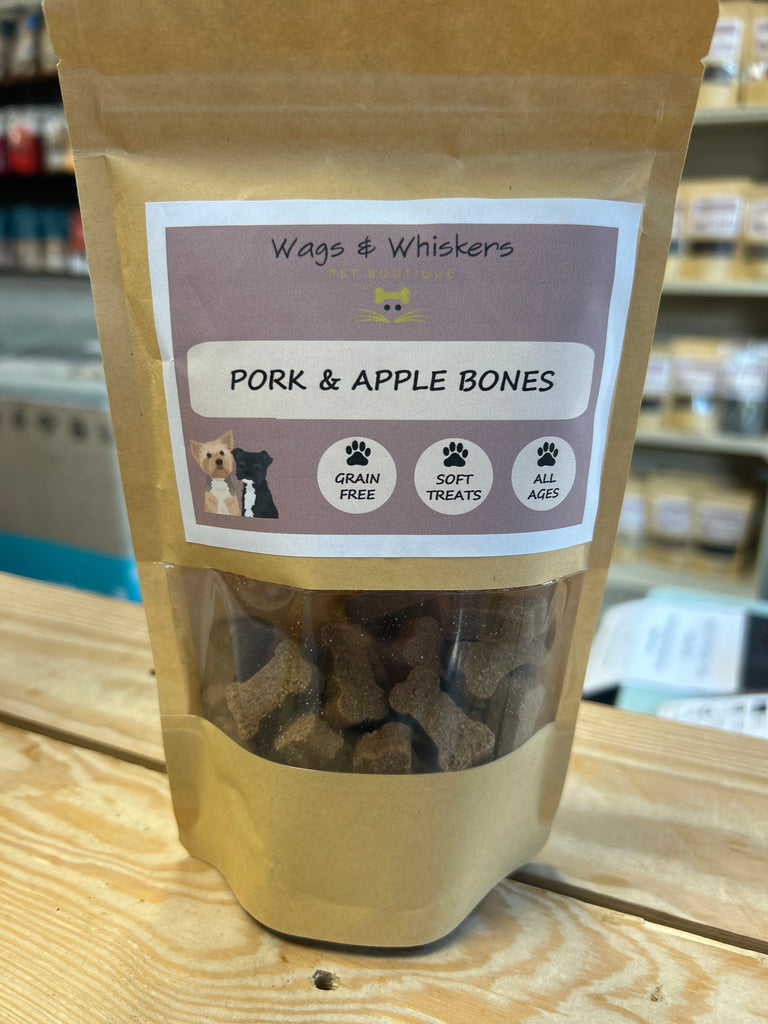 Wags & Whiskers
PET BOUTIQUE
PORK & APPLE BONES
GRAIN
FREE
SOFT
TREATS
ALL
AGES